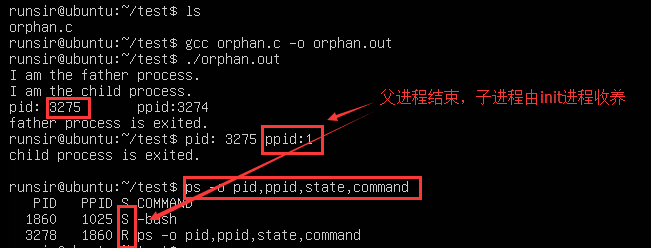 runsir@ubuntu:~/test$ ls
orphan.c
runsir@ubuntu:~/test$ gcc orphan.c -o orphan.out
runsir@ubuntu:~/test$ ./orphan.out
I am the father process.
I am the child process.
pid: 3275 ppid:3274
father process is exited.
父进程结束，子进程由init进程收养
runsir@ubuntu:~/test$ pid: 3275 ppid:1
child process is exited.
runsir@ubuntu:~/test$ ps -o pid,ppid,state,command
PID PPID S COMMAND
1860 1025 S -bash
3278 1860 R ps -o pid,ppid,state,command